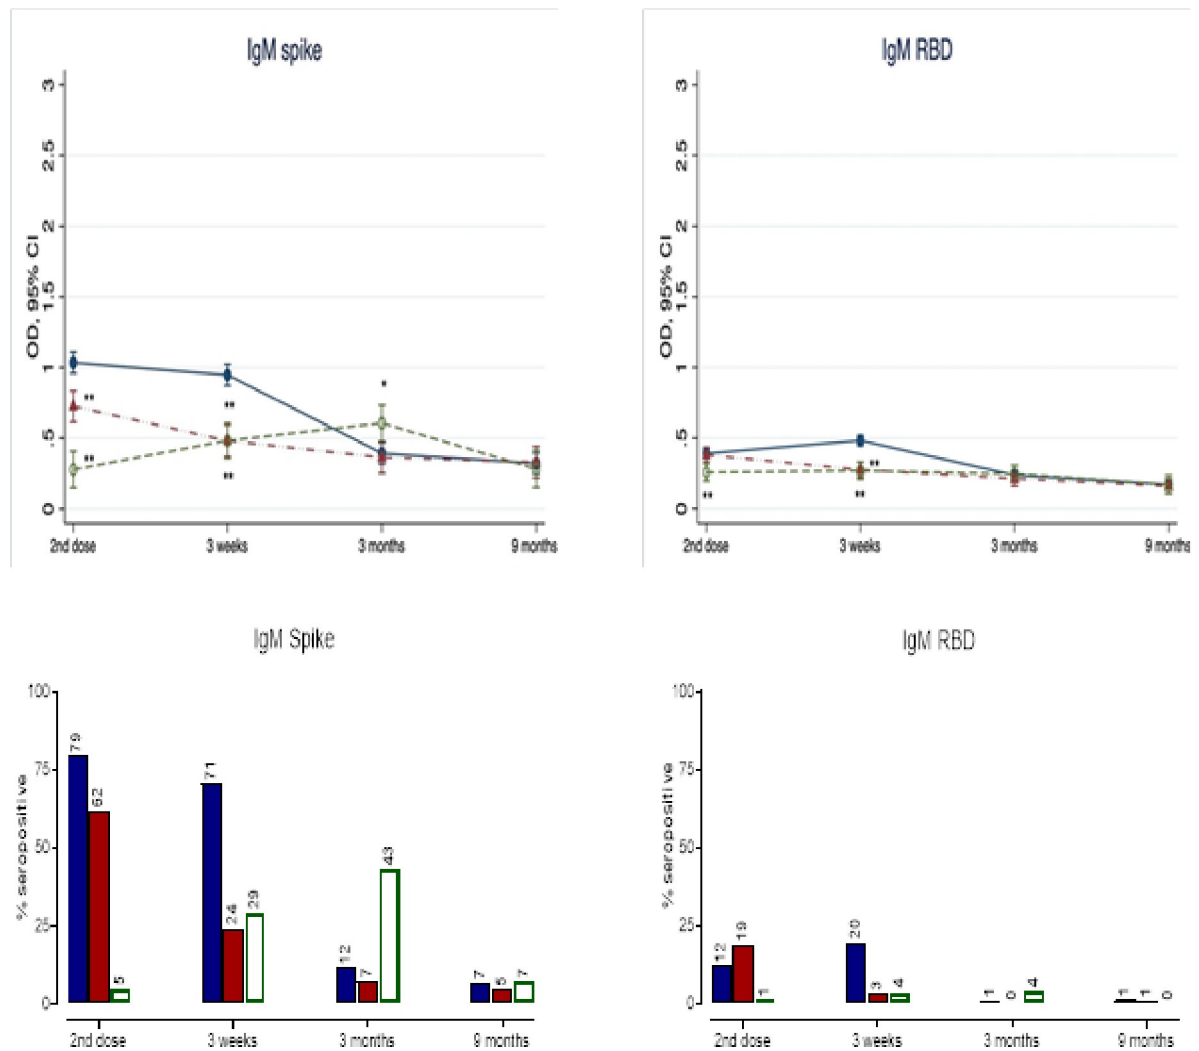 IgM spike
OD, 95% CI
3
2.5
2
1.5
1
.5
0
2nd dose 3 weeks 3 months 9 months
IgM RBD
OD, 95% CI
3
2.5
2
1.5
1
.5
0
2nd dose 3 weeks 3 months 9 months
IgM Spike
% seropositive
100
75
50
25
0
79 62 5 71 24 29 12 7 43 7 5 7
2nd dose 3 weeks 3 months 9 months
IgM RBD
% seropositive
100
75
50
25
0
12 19 1 20 3 4 1 0 4 1 1 0
2nd dose 3 weeks 3 months 9 months